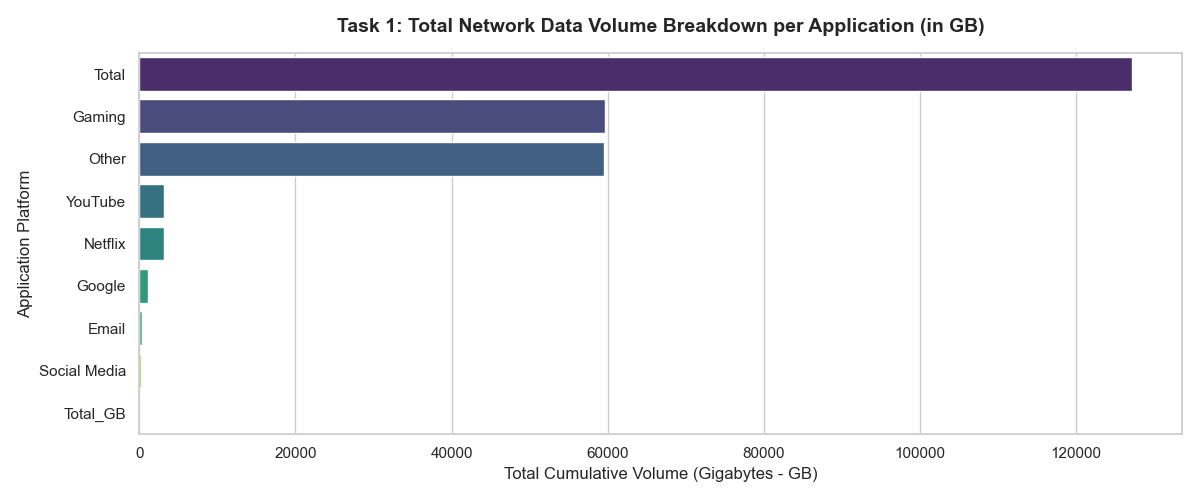 Task 1: Total Network Data Volume Breakdown per Application (in GB)
Application Platform
Total
Gaming
Other
YouTube
Netflix
Google
Email
Social Media
Total_GB
0 20000 40000 60000 80000 100000 120000
Total Cumulative Volume (Gigabytes - GB)